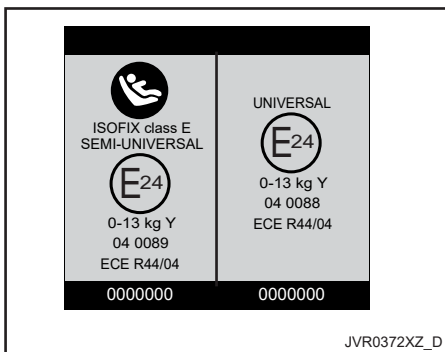 ISOFIX class E
SEMI-UNIVERSAL
E24
0-13 kg Y
04 0089
ECE R44/04
0000000
UNIVERSAL
E24
0-13 kg Y
04 0088
ECE R44/04
0000000
JVR0372XZ_D